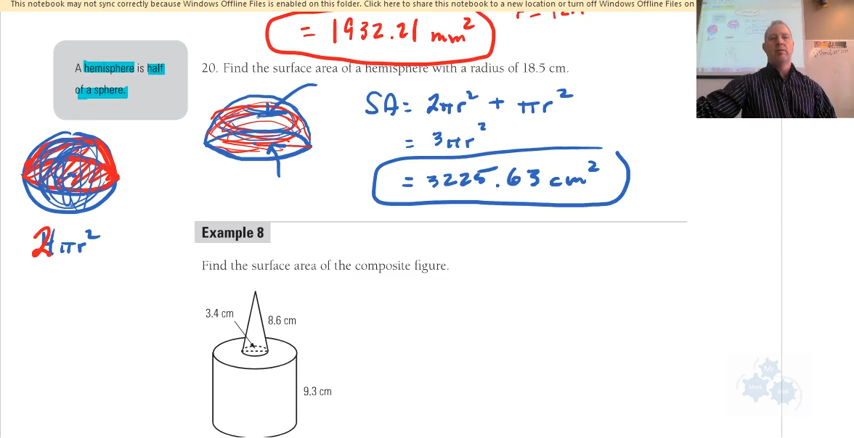 This notebook may not sync correctly because Windows Offline Files is enabled on this folder. Click here to share this notebook to a new location or turn off Windows Offline Files on
= 1932.21 mm²
A hemisphere is half
of a sphere.
20. Find the surface area of a hemisphere with a radius of 18.5 cm.
SA = 2πr² + πr²
= 3πr²
= 3225.63 cm²
2πr²
Example 8
Find the surface area of the composite figure.
3.4 cm
8.6 cm
9.3 cm